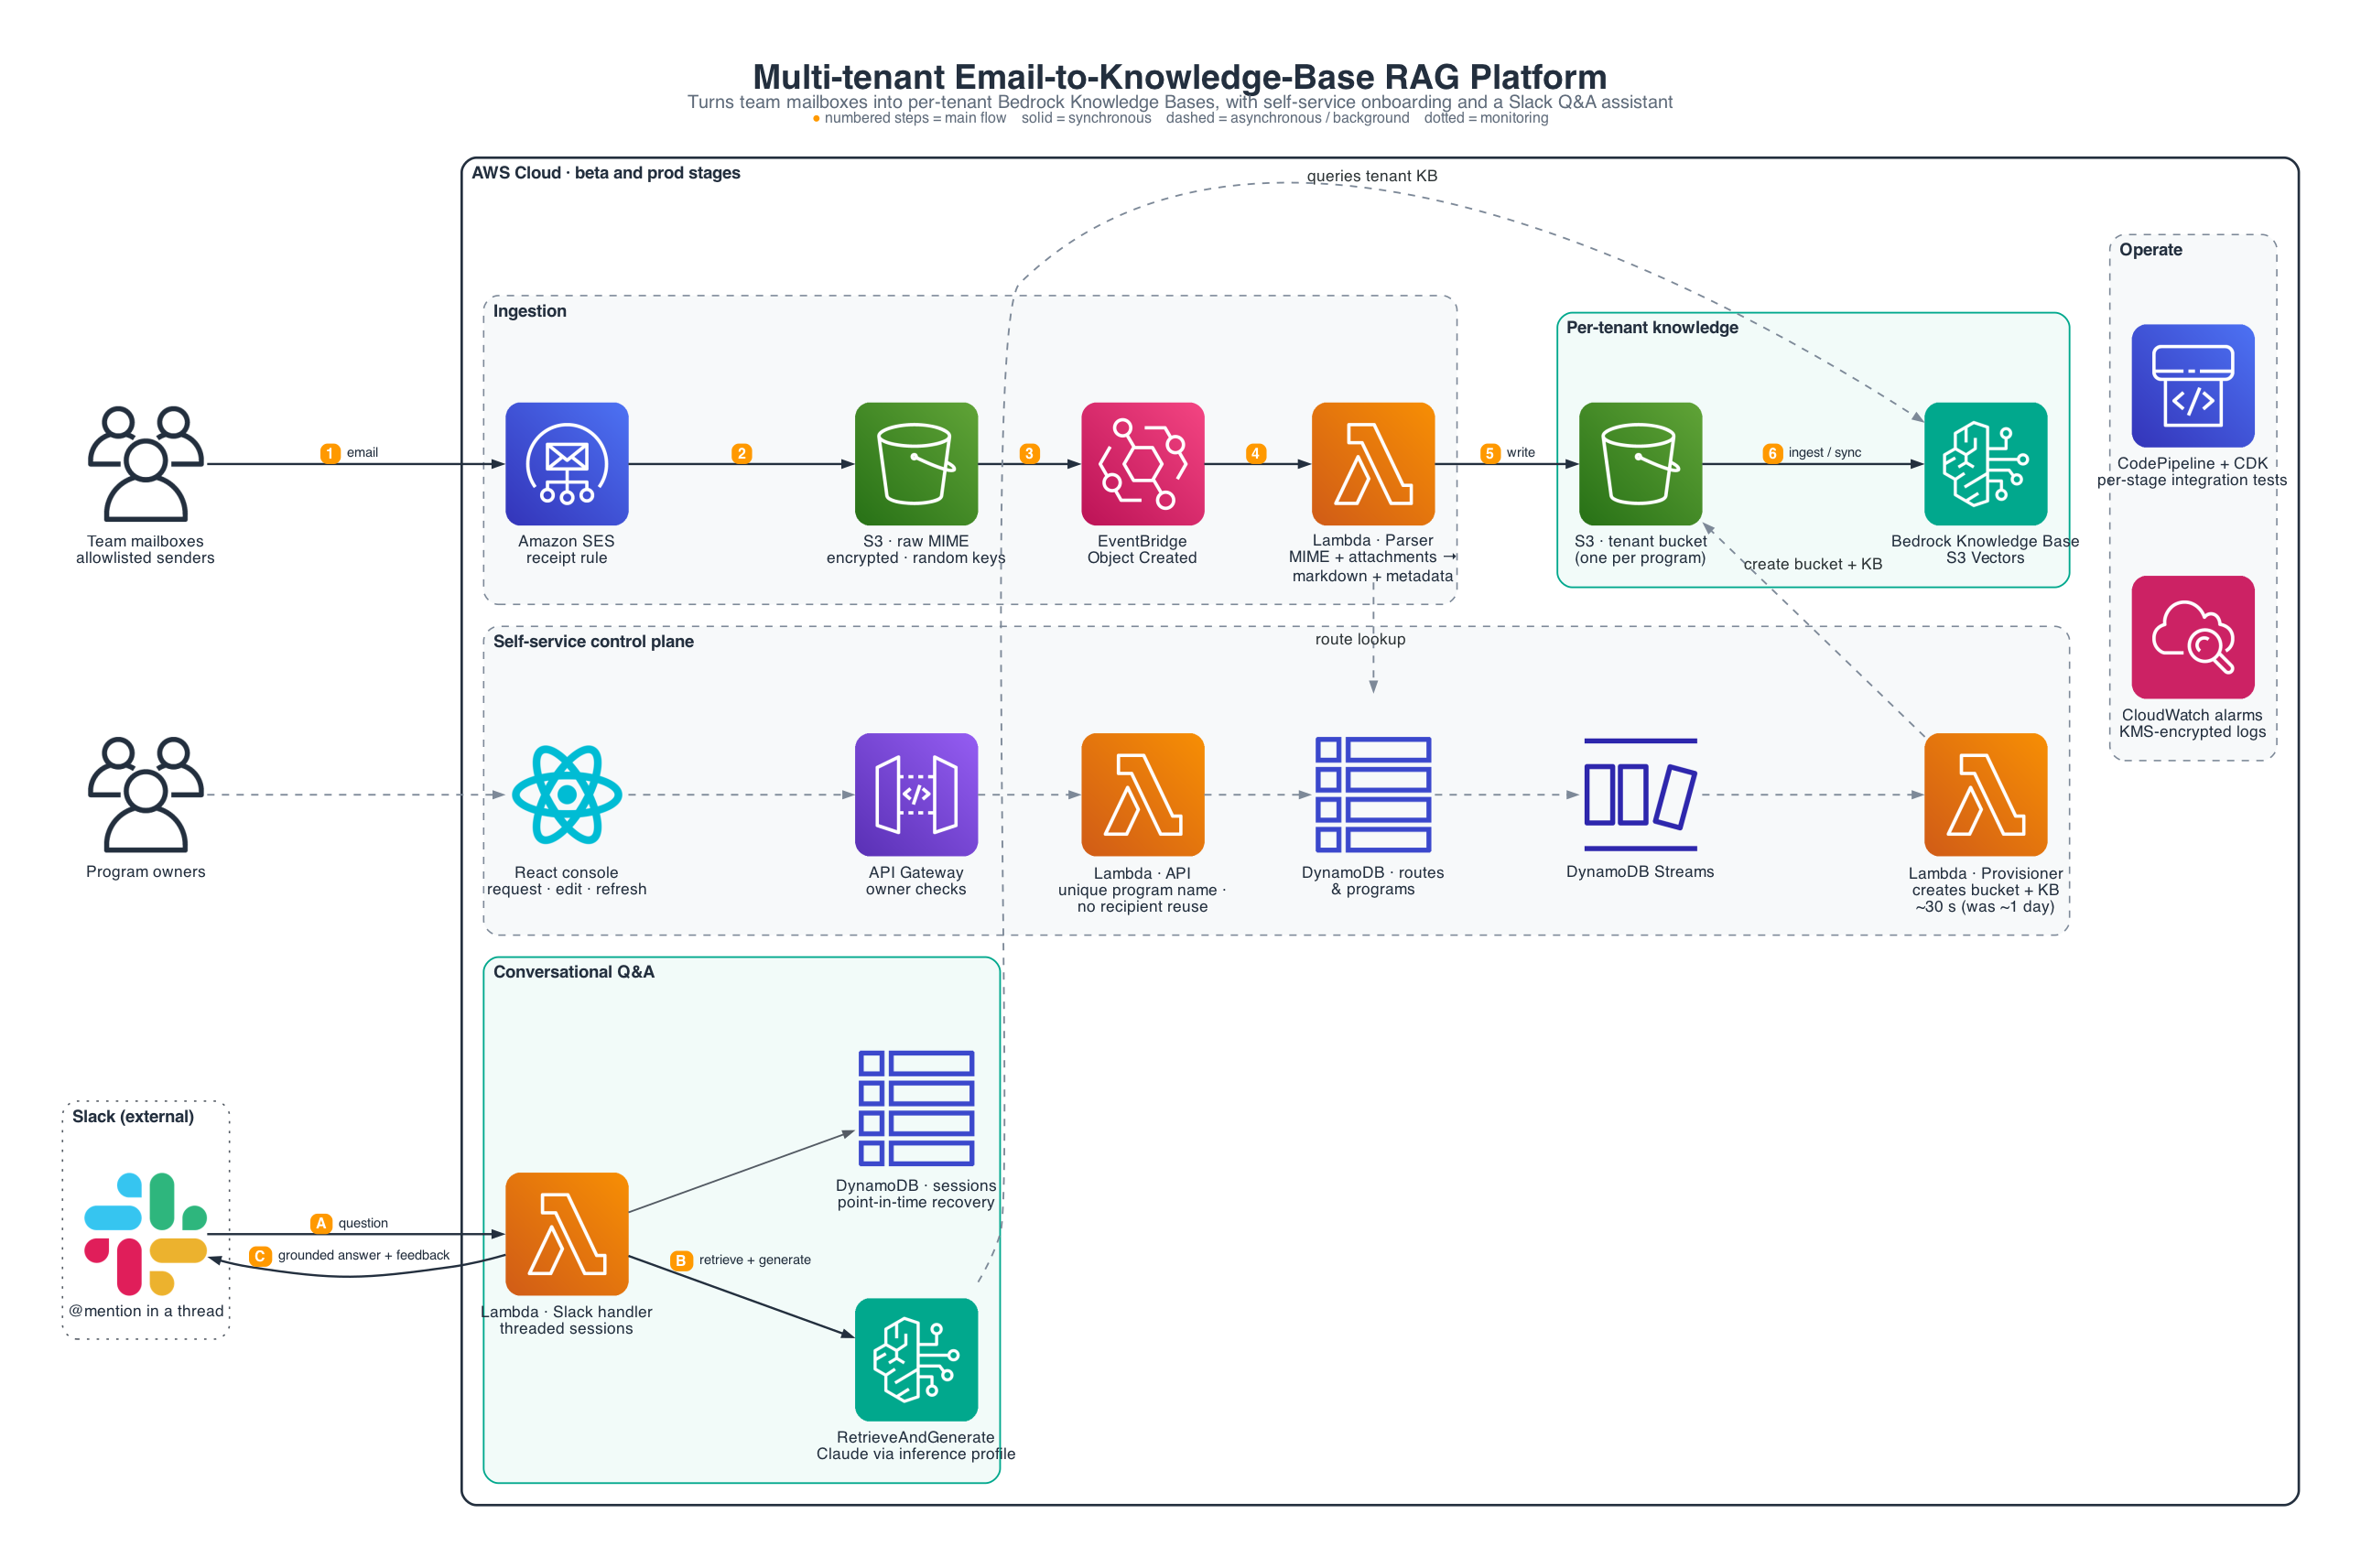 Multi-tenant Email-to-Knowledge-Base RAG Platform
Turns team mailboxes into per-tenant Bedrock Knowledge Bases, with self-service onboarding and a Slack Q&A assistant
● numbered steps = main flow    solid = synchronous    dashed = asynchronous / background    dotted = monitoring
AWS Cloud · beta and prod stages
queries tenant KB
Operate
Ingestion
Per-tenant knowledge
1 email
2
3
4
5 write
6 ingest / sync
CodePipeline + CDK
per-stage integration tests
Team mailboxes
allowlisted senders
Amazon SES
receipt rule
S3 · raw MIME
encrypted · random keys
EventBridge
Object Created
Lambda · Parser
MIME + attachments →
markdown + metadata
S3 · tenant bucket
(one per program)
create bucket + KB
Bedrock Knowledge Base
S3 Vectors
Self-service control plane
route lookup
CloudWatch alarms
KMS-encrypted logs
Program owners
React console
request · edit · refresh
API Gateway
owner checks
Lambda · API
unique program name ·
no recipient reuse
DynamoDB · routes
& programs
DynamoDB Streams
Lambda · Provisioner
creates bucket + KB
~30 s (was ~1 day)
Conversational Q&A
Slack (external)
DynamoDB · sessions
point-in-time recovery
A question
C grounded answer + feedback
B retrieve + generate
@mention in a thread
Lambda · Slack handler
threaded sessions
RetrieveAndGenerate
Claude via inference profile